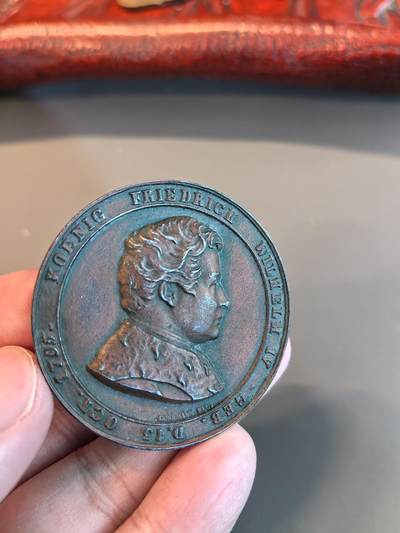 KOENIG FRIEDRICH WILHELM IV GEB. D. 15 OCT. 1795.